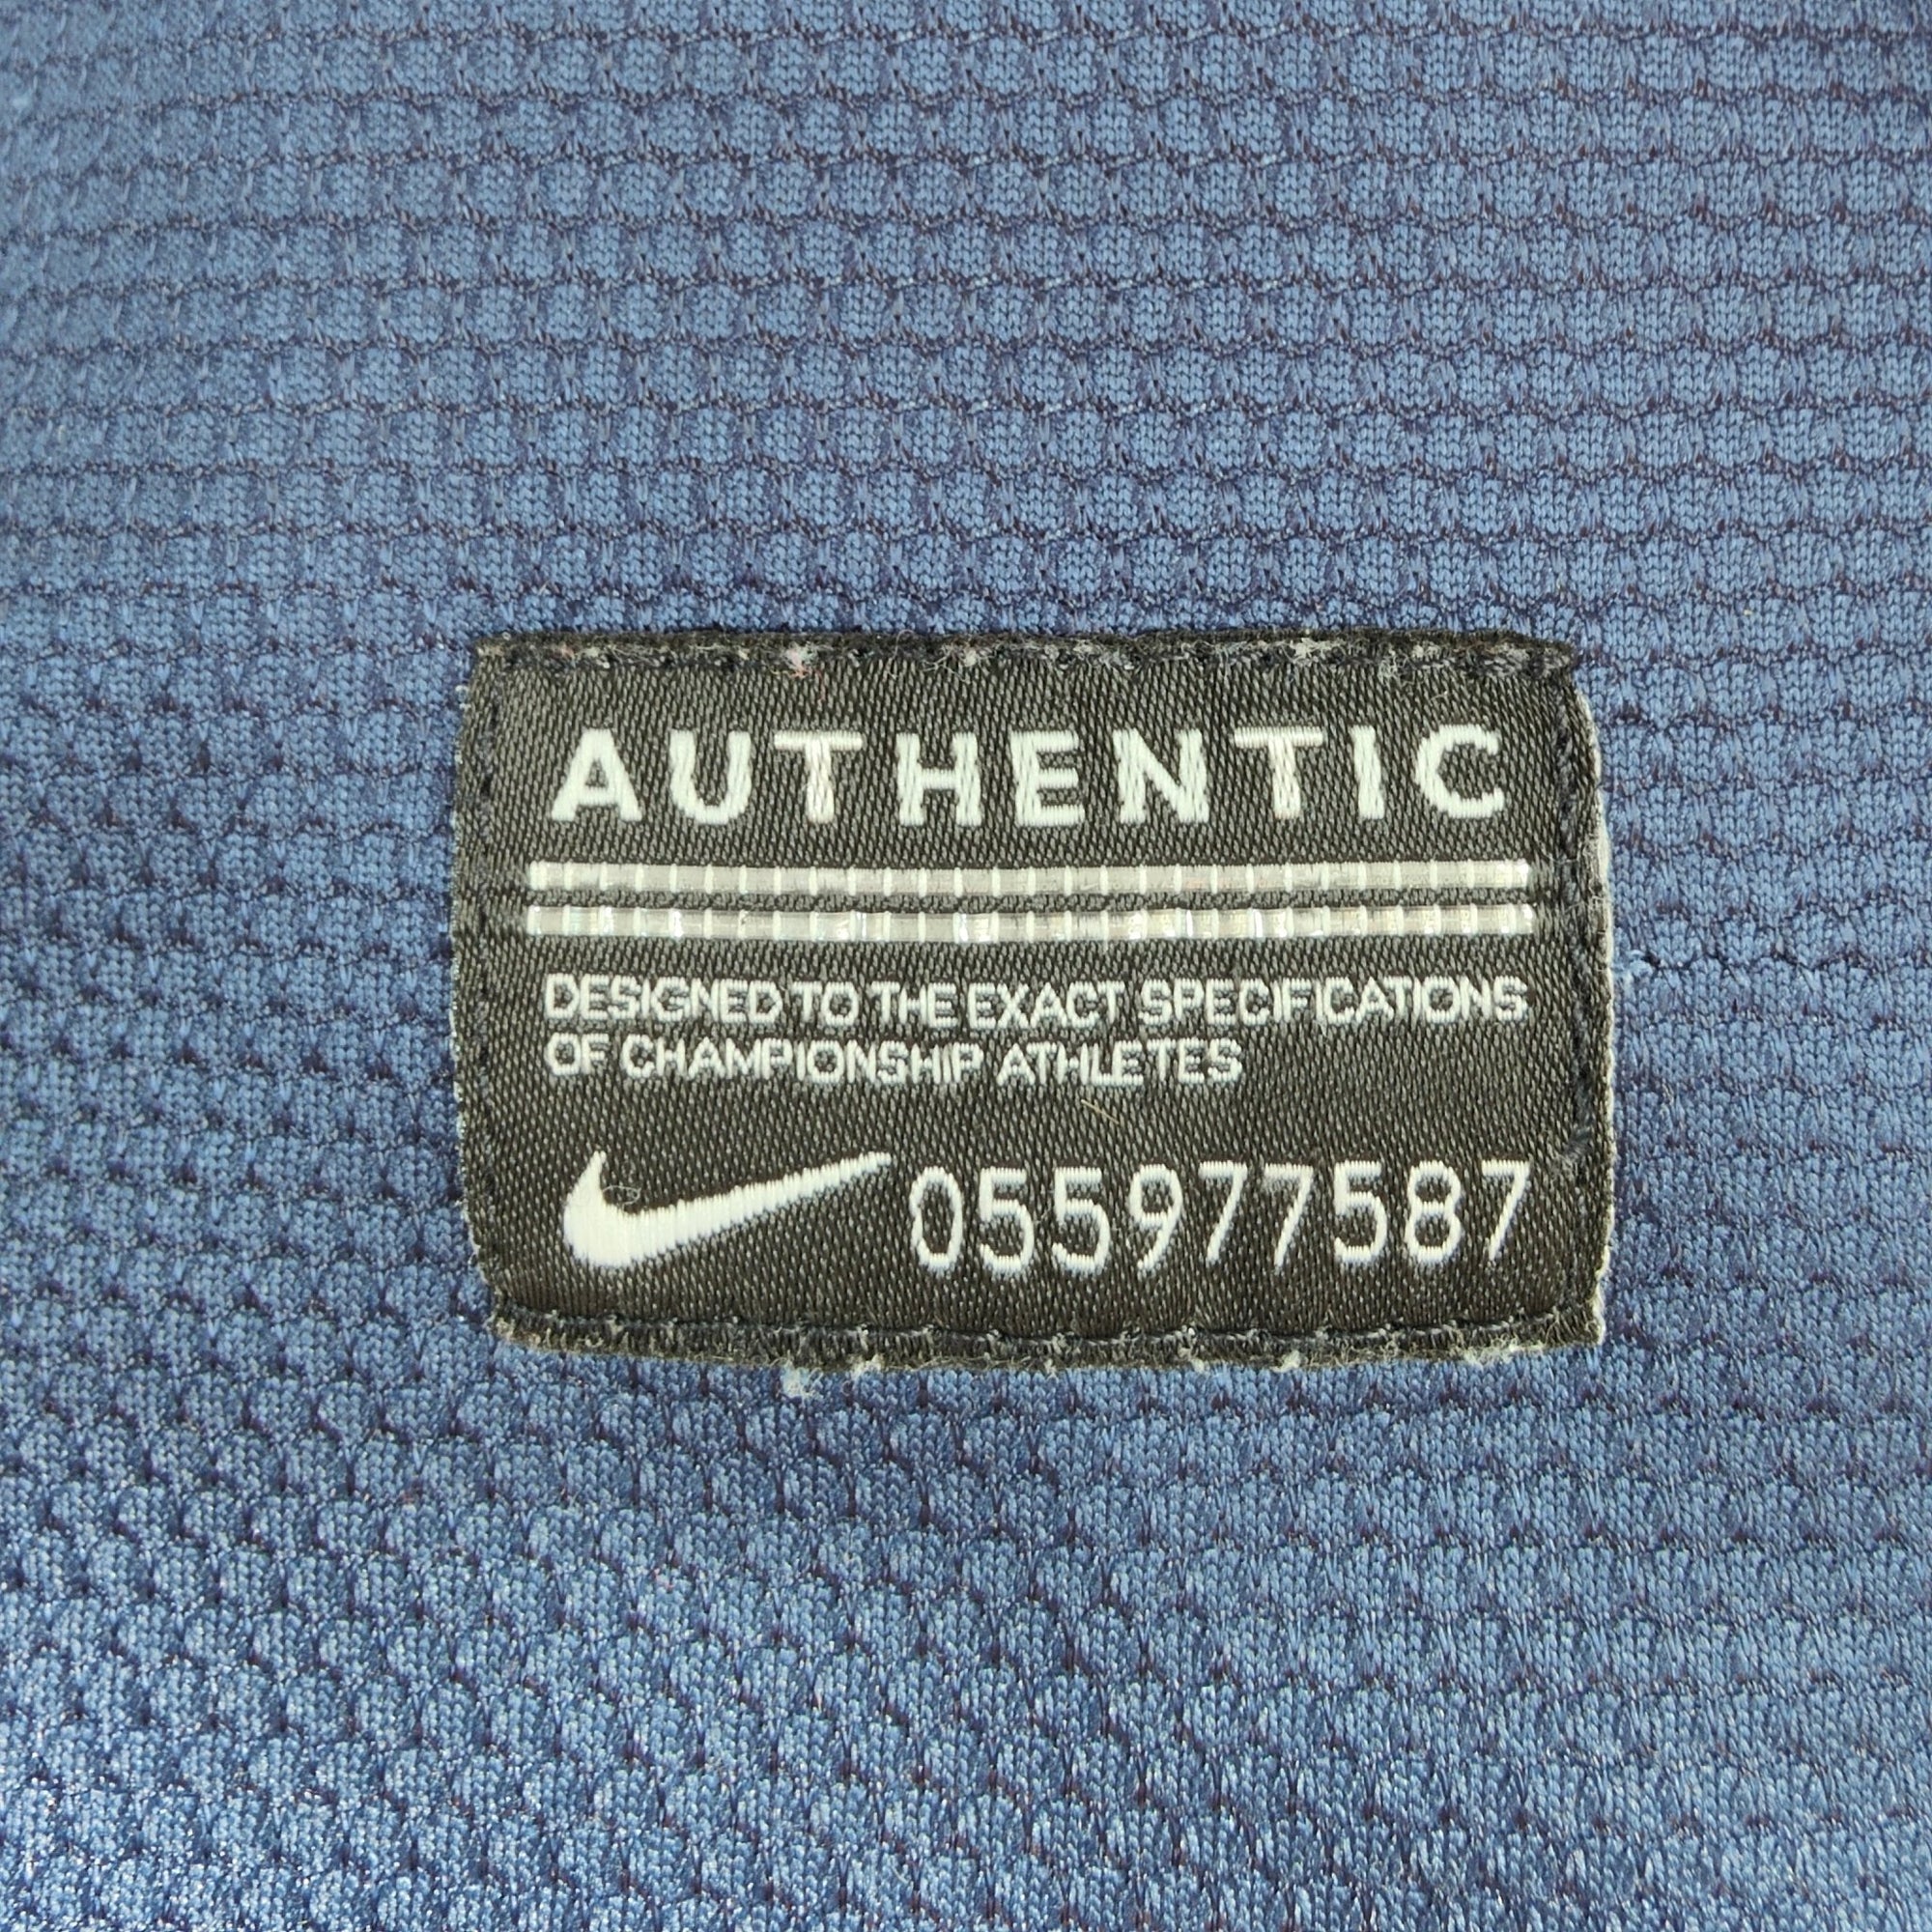 AUTHENTIC
DESIGNED TO THE EXACT SPECIFICATIONS
OF CHAMPIONSHIP ATHLETES
055977587